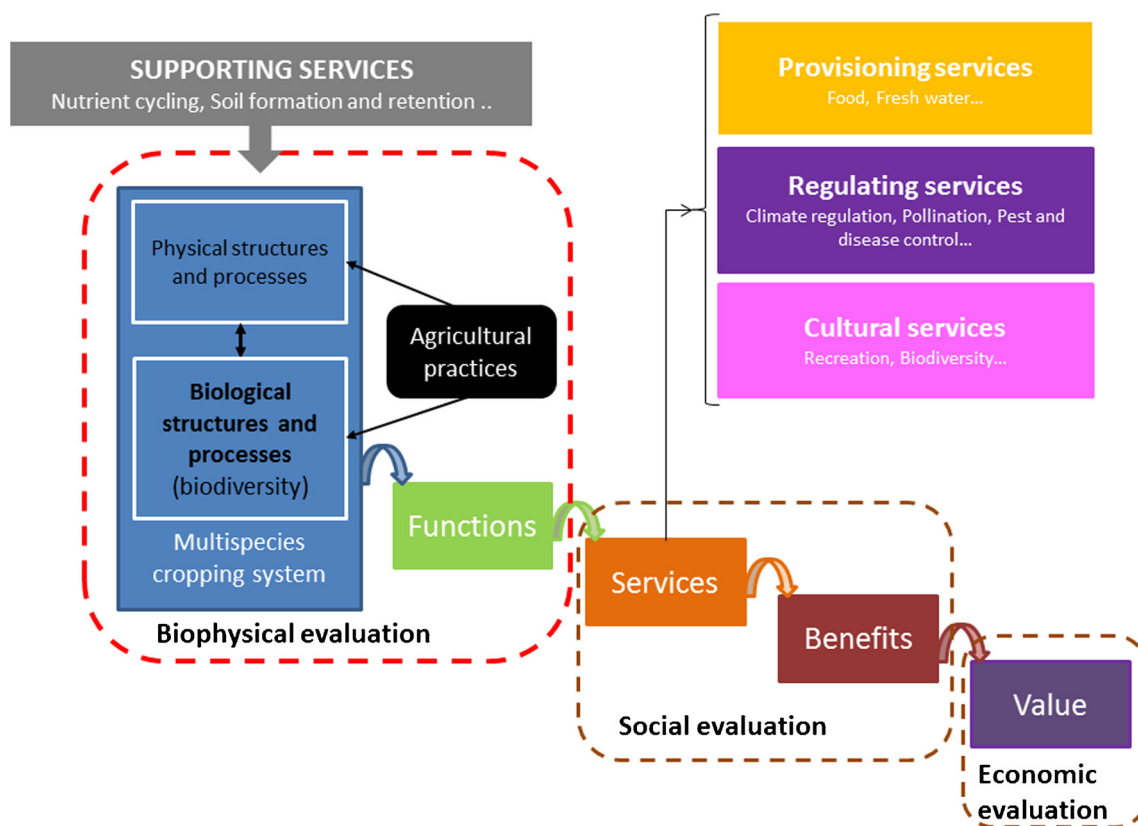 SUPPORTING SERVICES
Nutrient cycling, Soil formation and retention ..
Provisioning services
Food, Fresh water...
Regulating services
Climate regulation, Pollination, Pest and
disease control...
Cultural services
Recreation, Biodiversity...
Physical structures
and processes
Agricultural
practices
Biological
structures and
processes
(biodiversity)
Multispecies
cropping system
Functions
Biophysical evaluation
Services
Benefits
Social evaluation
Value
Economic
evaluation